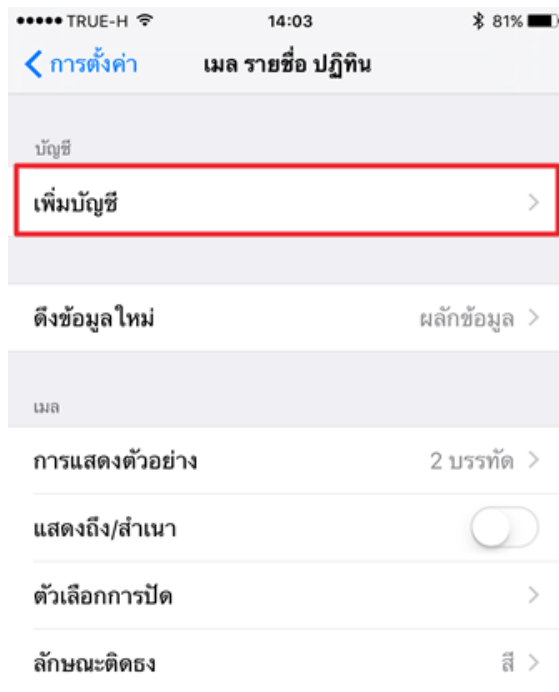 TRUE-H 14:03 81%
การตั้งค่า เมล รายชื่อ ปฏิทิน
บัญชี
เพิ่มบัญชี
ดึงข้อมูลใหม่ ผลักข้อมูล
เมล
การแสดงตัวอย่าง 2 บรรทัด
แสดงถึง/สำเนา
ตัวเลือกการปัด
ลักษณะติดธง สี